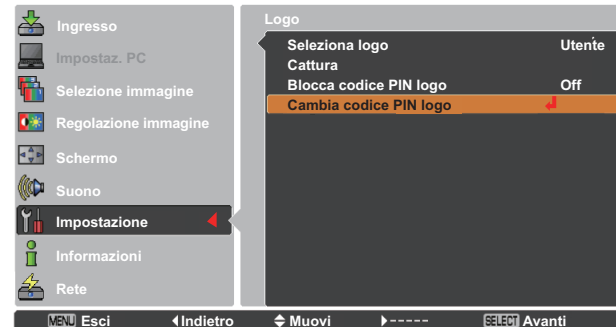 Ingresso
Impostaz. PC
Selezione immagine
Regolazione immagine
Schermo
Suono
Impostazione
Informazioni
Rete
Logo
Seleziona logo Utente
Cattura
Blocca codice PIN logo Off
Cambia codice PIN logo
MENU Esci Indietro Muovi ----- SELECT Avanti